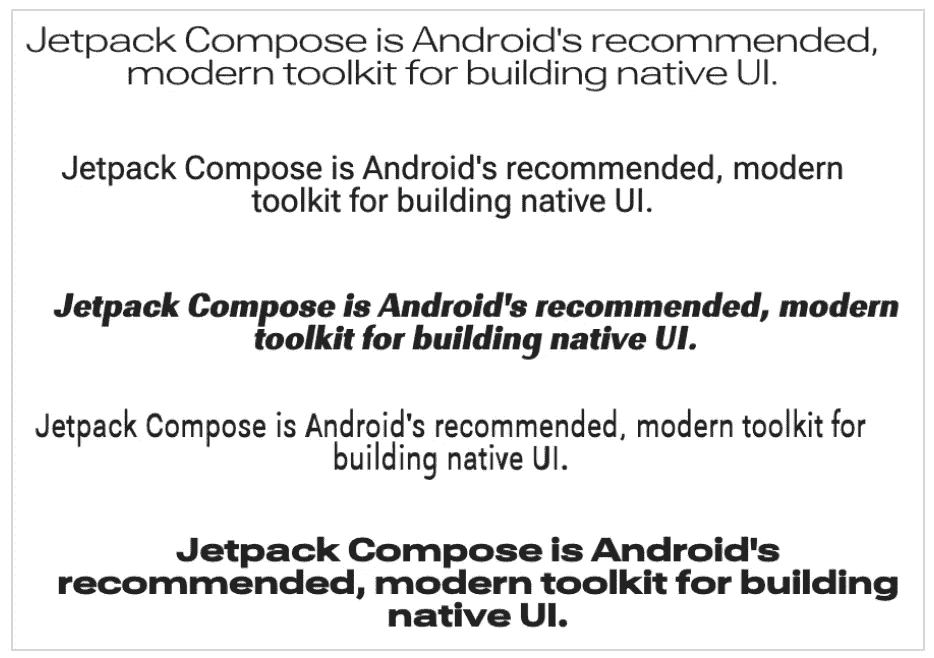 Jetpack Compose is Android's recommended,
modern toolkit for building native UI.
Jetpack Compose is Android's recommended, modern
toolkit for building native UI.
Jetpack Compose is Android's recommended, modern
toolkit for building native UI.
Jetpack Compose is Android's recommended, modern toolkit for
building native UI.
Jetpack Compose is Android's
recommended, modern toolkit for building
native UI.